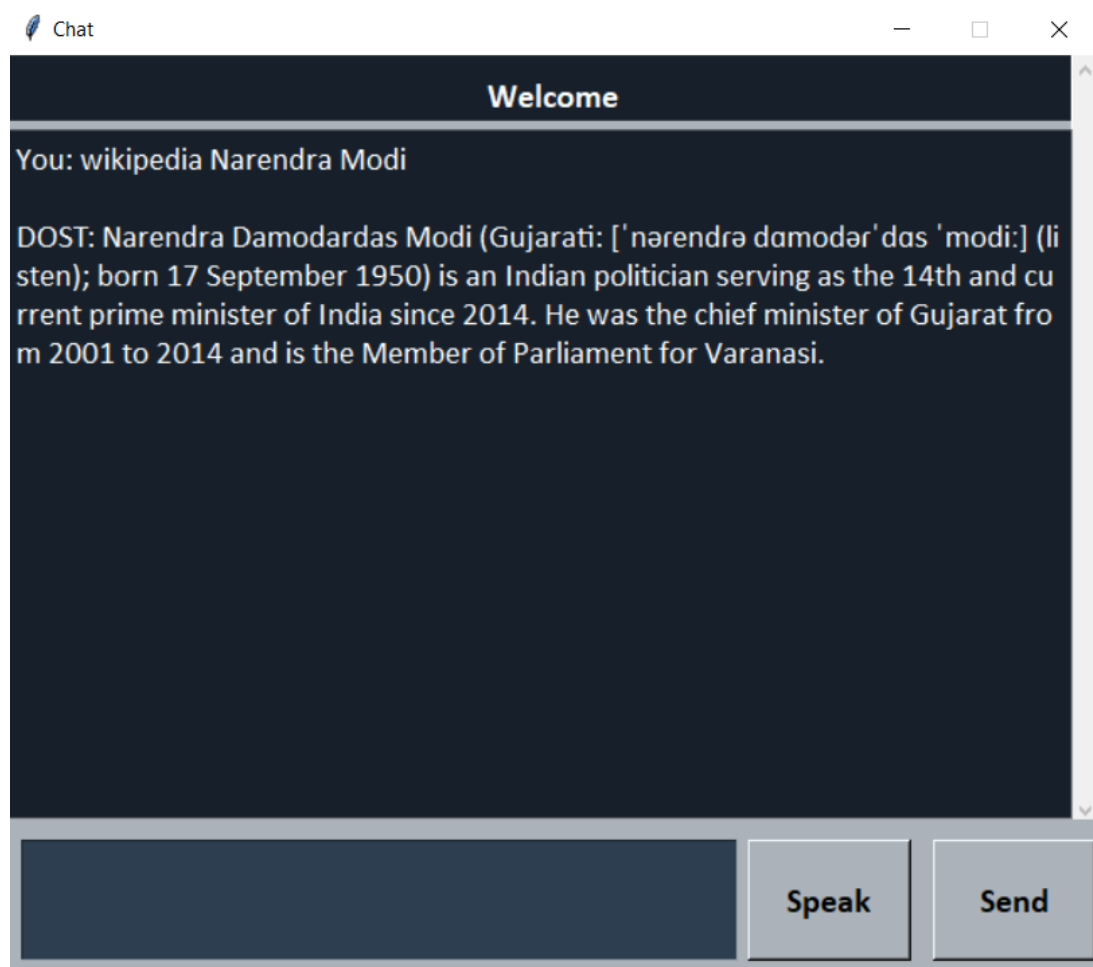 Chat
Welcome
You: wikipedia Narendra Modi
DOST: Narendra Damodardas Modi (Gujarati: [ˈnəɾendɾə dɑmodəɾˈdɑs ˈmodiː] (li
sten); born 17 September 1950) is an Indian politician serving as the 14th and cu
rrent prime minister of India since 2014. He was the chief minister of Gujarat fro
m 2001 to 2014 and is the Member of Parliament for Varanasi.
Speak
Send